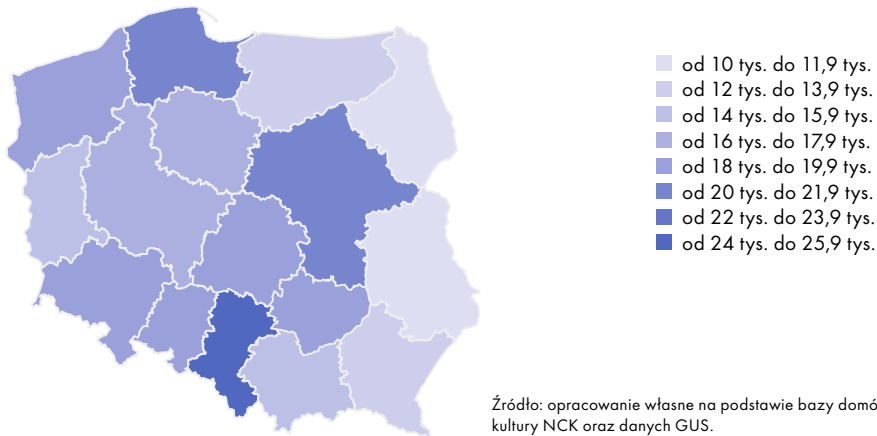 od 10 tys. do 11,9 tys.
od 12 tys. do 13,9 tys.
od 14 tys. do 15,9 tys.
od 16 tys. do 17,9 tys.
od 18 tys. do 19,9 tys.
od 20 tys. do 21,9 tys.
od 22 tys. do 23,9 tys.
od 24 tys. do 25,9 tys.
Źródło: opracowanie własne na podstawie bazy domó
kultury NCK oraz danych GUS.